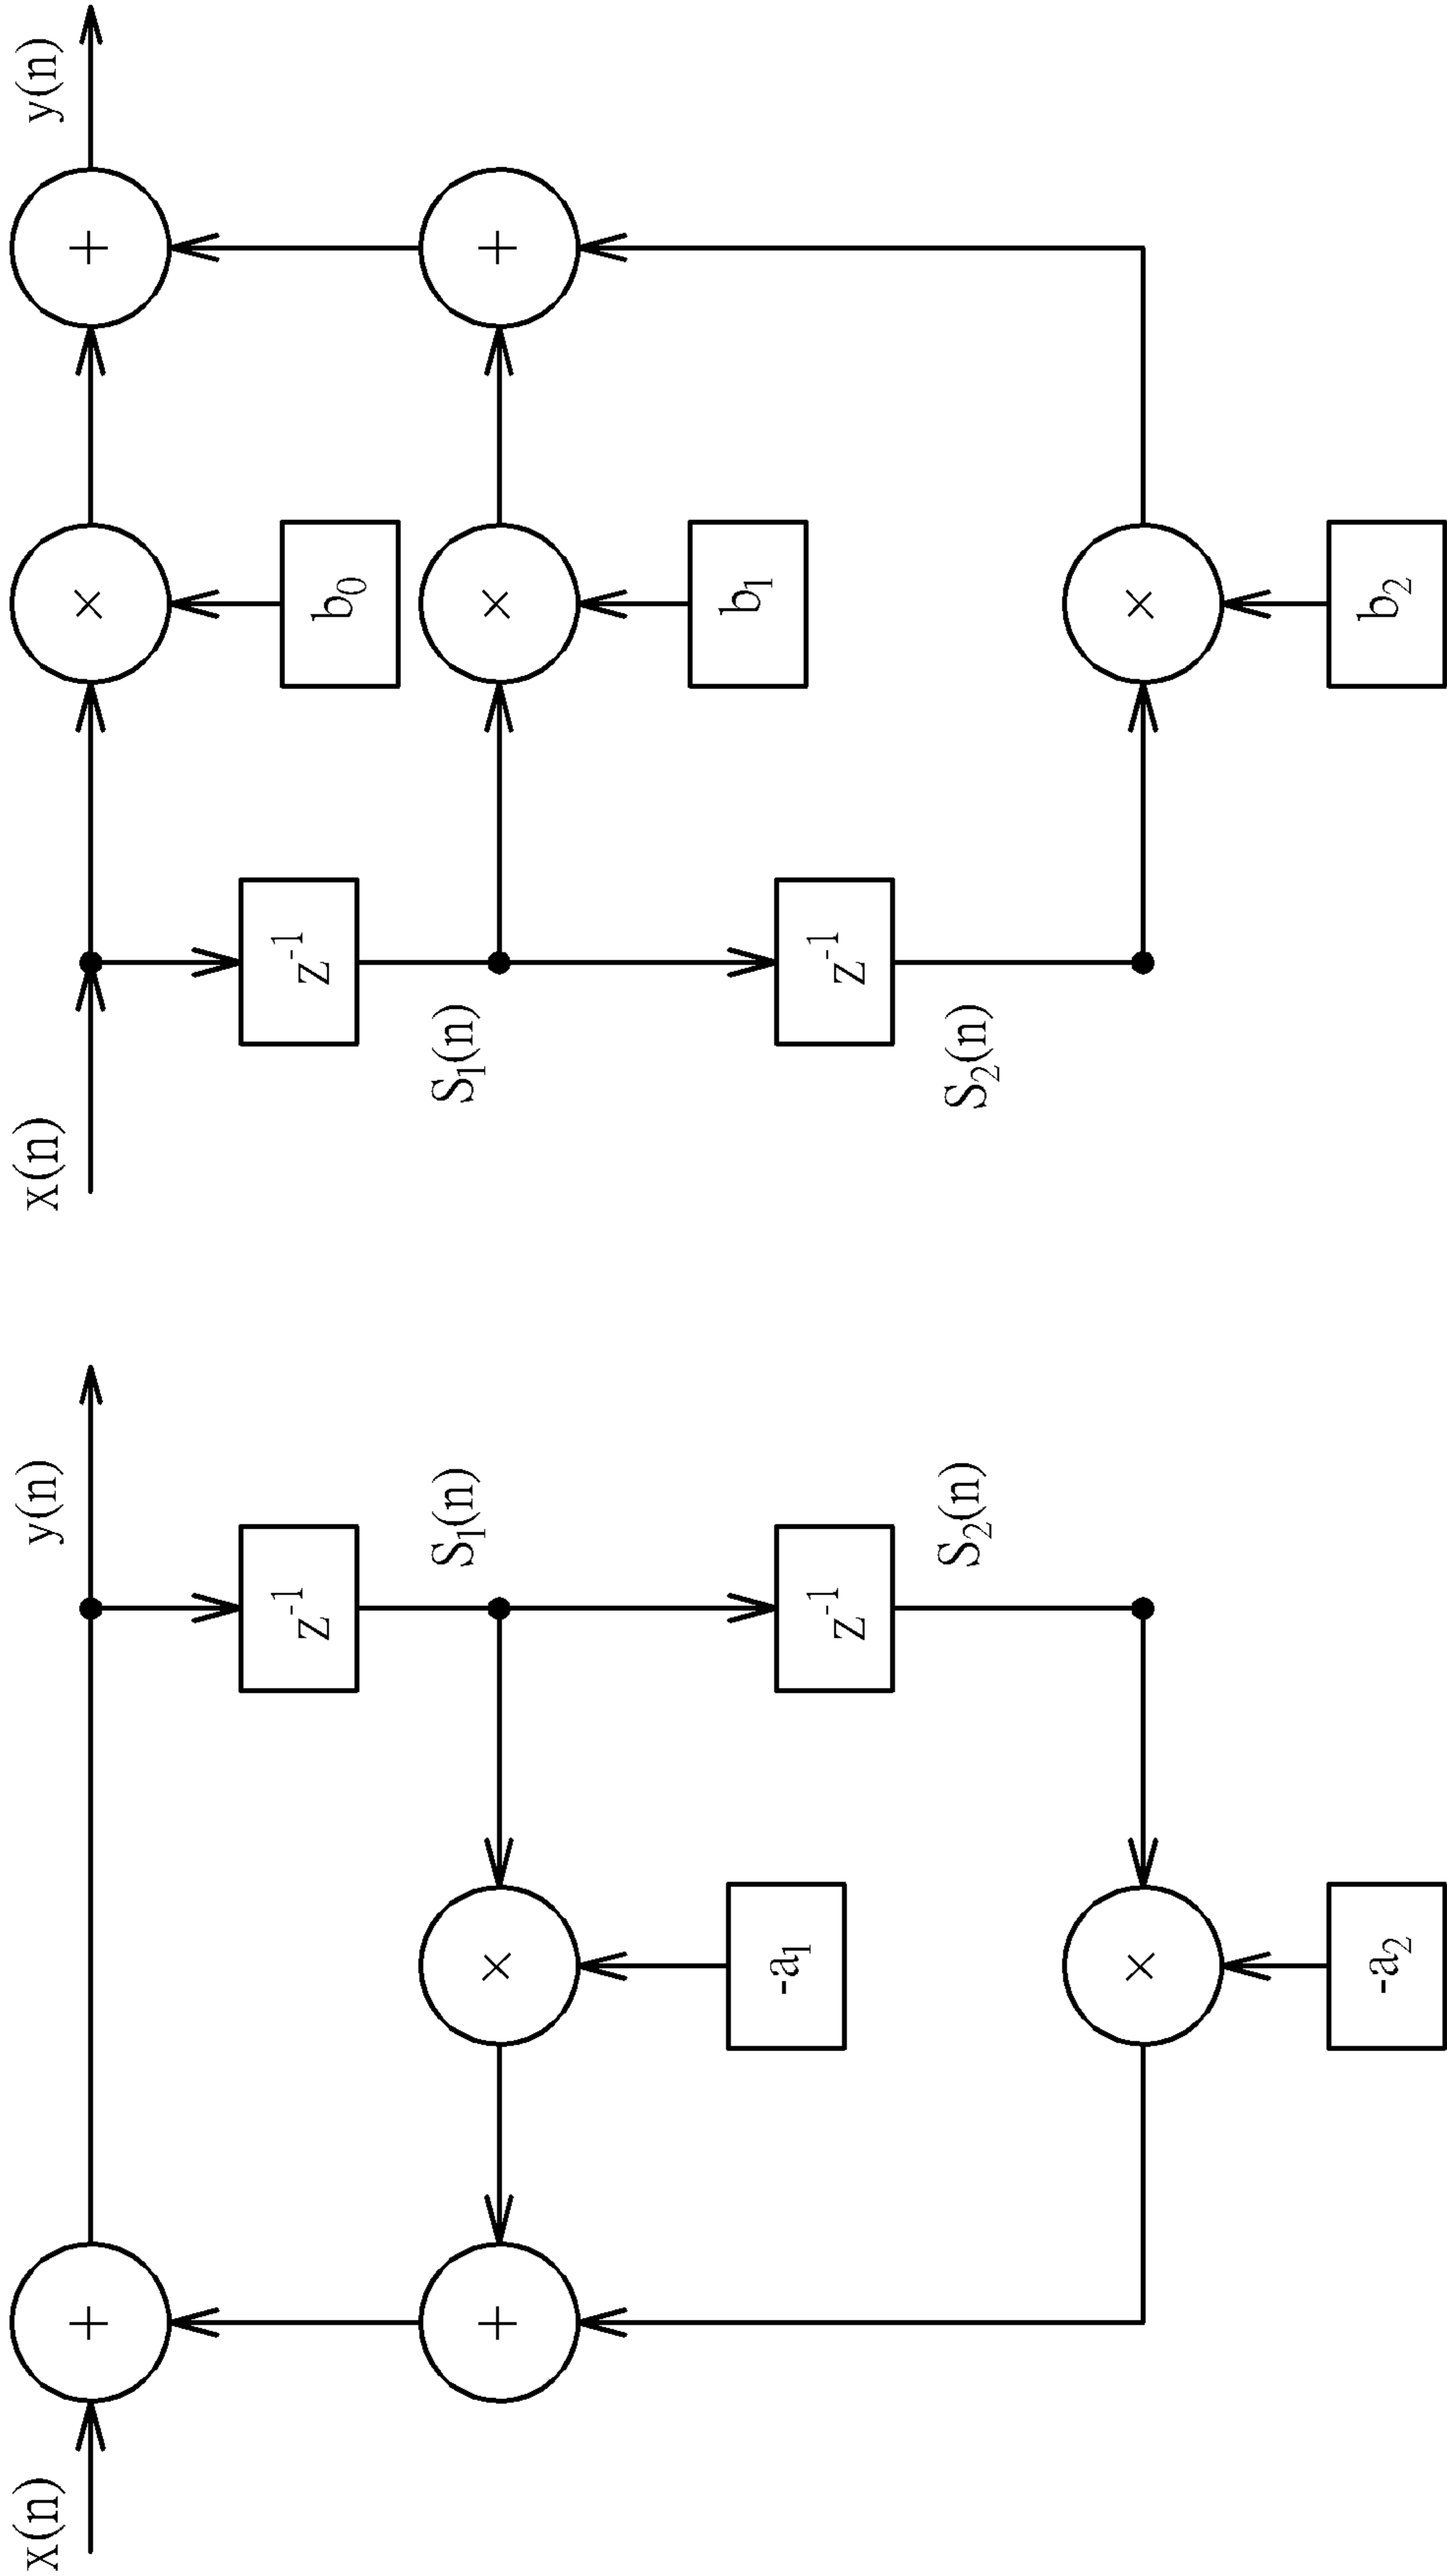 x(n)
y(n)
+
z⁻¹
S₁(n)
+
×
-a₁
z⁻¹
S₂(n)
×
-a₂
x(n)
y(n)
×
+
z⁻¹
b₀
S₁(n)
×
+
b₁
z⁻¹
S₂(n)
×
b₂